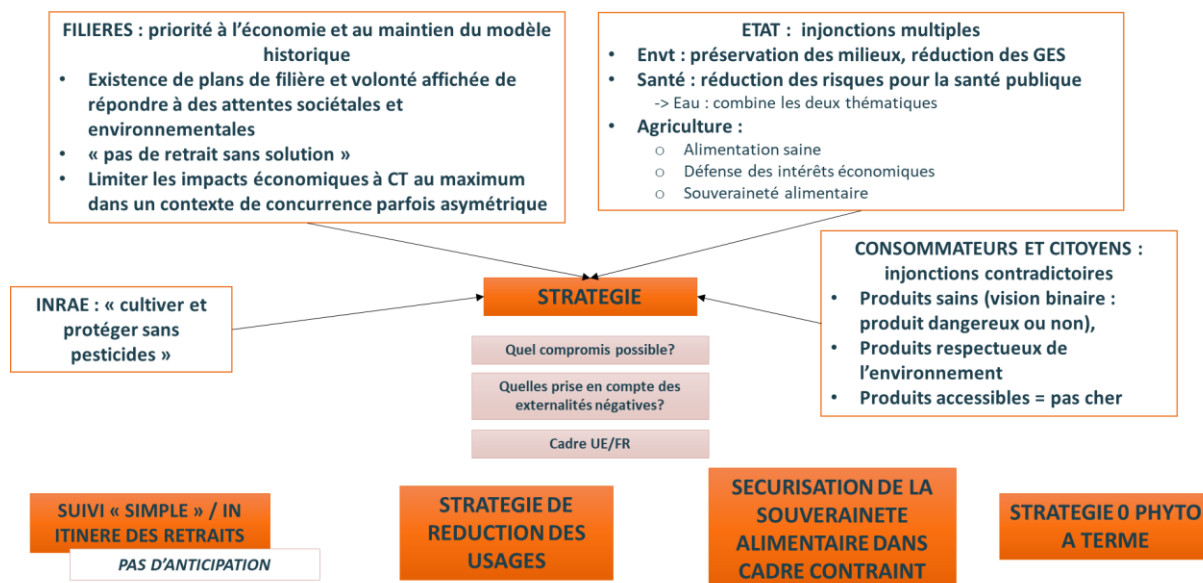 FILIERES : priorité à l'économie et au maintien du modèle
historique
• Existence de plans de filière et volonté affichée de
répondre à des attentes sociétales et
environnementales
• « pas de retrait sans solution »
• Limiter les impacts économiques à CT au maximum
dans un contexte de concurrence parfois asymétrique
ETAT : injonctions multiples
• Envt : préservation des milieux, réduction des GES
• Santé : réduction des risques pour la santé publique
-> Eau : combine les deux thématiques
• Agriculture :
o Alimentation saine
o Défense des intérêts économiques
o Souveraineté alimentaire
INRAE : « cultiver et
protéger sans
pesticides »
STRATEGIE
CONSOMMATEURS ET CITOYENS :
injonctions contradictoires
• Produits sains (vision binaire :
produit dangereux ou non),
• Produits respectueux de
l'environnement
• Produits accessibles = pas cher
Quel compromis possible?
Quelles prise en compte des
externalités négatives?
Cadre UE/FR
SUIVI « SIMPLE » / IN
ITINERE DES RETRAITS
PAS D'ANTICIPATION
STRATEGIE DE
REDUCTION DES
USAGES
SECURISATION DE LA
SOUVERAINETE
ALIMENTAIRE DANS
CADRE CONTRAINT
STRATEGIE 0 PHYTO
A TERME